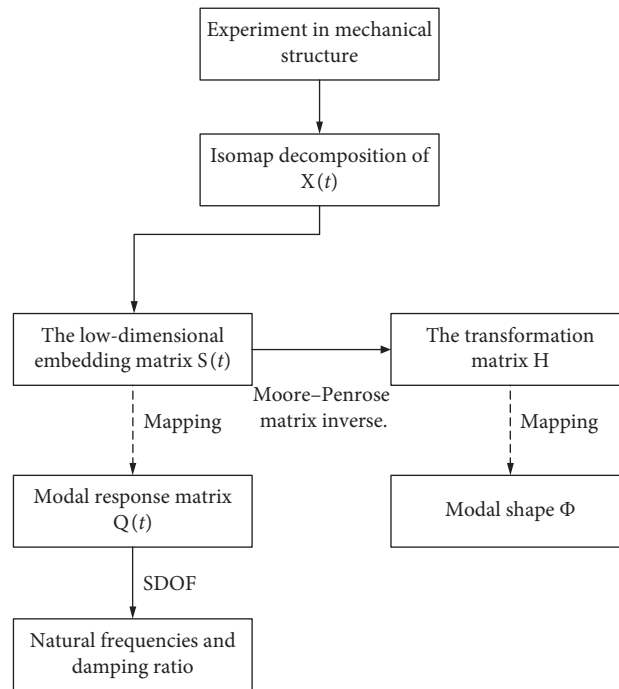 Experiment in mechanical
structure
Isomap decomposition of
X(t)
The low-dimensional
embedding matrix S(t)
The transformation
matrix H
Moore–Penrose
matrix inverse.
Mapping
Mapping
Modal response matrix
Q(t)
Modal shape Φ
SDOF
Natural frequencies and
damping ratio